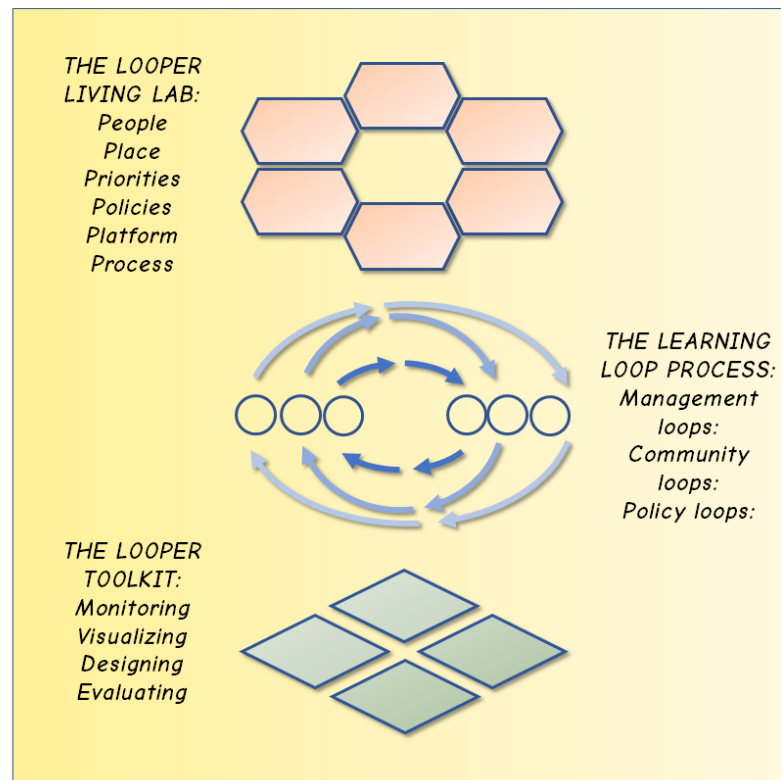 THE LOOPER
LIVING LAB:
People
Place
Priorities
Policies
Platform
Process
THE LEARNING
LOOP PROCESS:
Management
loops:
Community
loops:
Policy loops:
THE LOOPER
TOOLKIT:
Monitoring
Visualizing
Designing
Evaluating